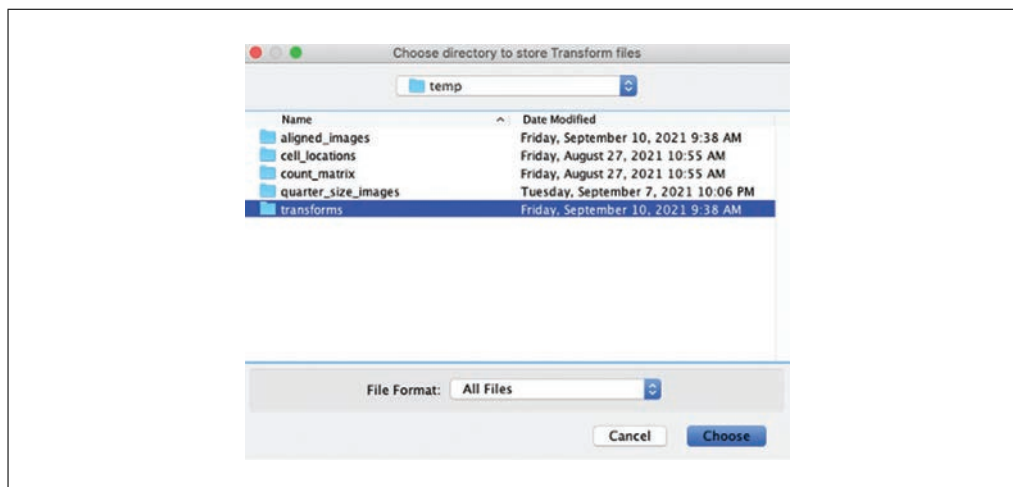 Choose directory to store Transform files
temp
Name Date Modified
aligned_images Friday, September 10, 2021 9:38 AM
cell_locations Friday, August 27, 2021 10:55 AM
count_matrix Friday, August 27, 2021 10:55 AM
quarter_size_images Tuesday, September 7, 2021 10:06 PM
transforms Friday, September 10, 2021 9:38 AM
File Format: All Files
Cancel Choose